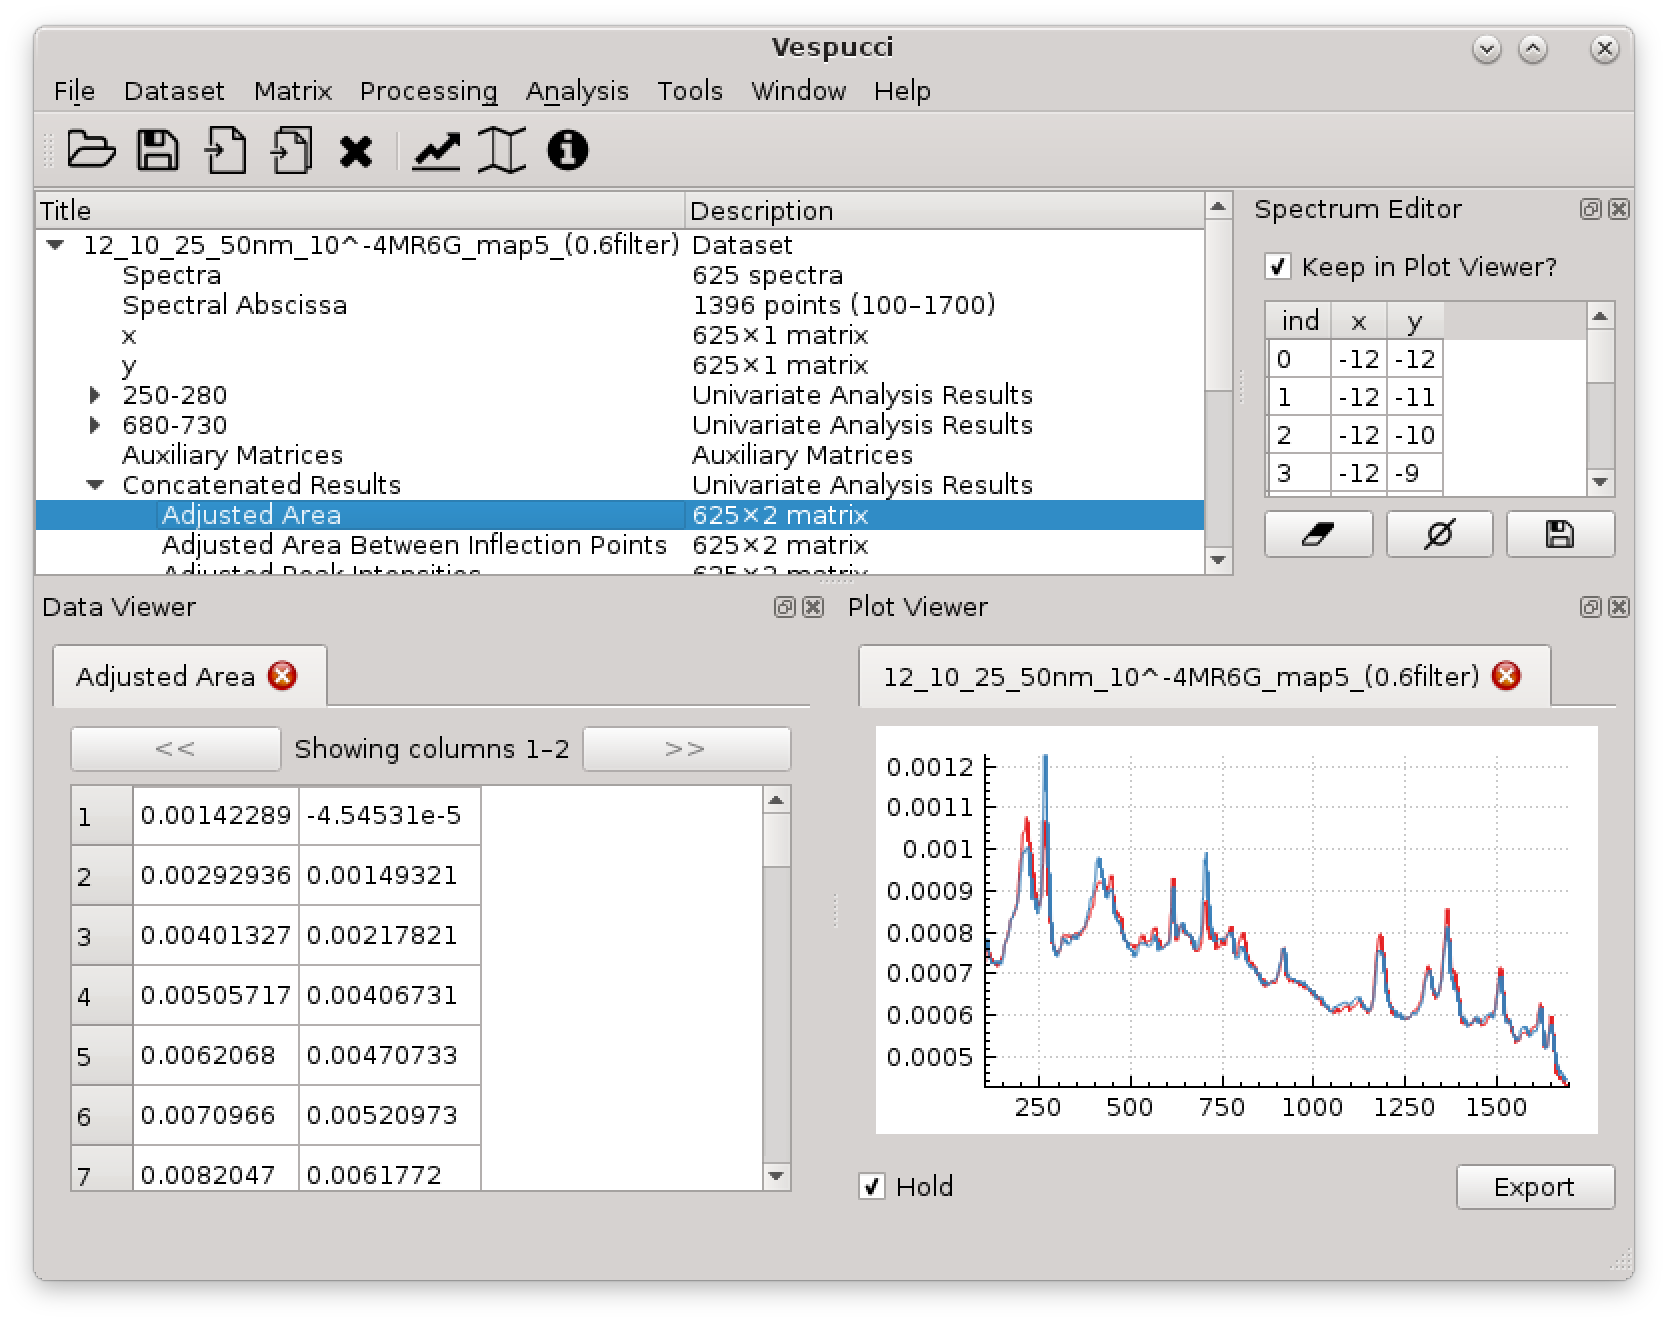 Vespucci
File Dataset Matrix Processing Analysis Tools Window Help
Title Description
12_10_25_50nm_10^-4MR6G_map5_(0.6filter) Dataset
Spectra 625 spectra
Spectral Abscissa 1396 points (100–1700)
x 625×1 matrix
y 625×1 matrix
250-280 Univariate Analysis Results
680-730 Univariate Analysis Results
Auxiliary Matrices Auxiliary Matrices
Concatenated Results Univariate Analysis Results
Adjusted Area 625×2 matrix
Adjusted Area Between Inflection Points 625×2 matrix
Adjusted Peak Intensities 625×2 matrix
Spectrum Editor
Keep in Plot Viewer?
ind x y
0 -12 -12
1 -12 -11
2 -12 -10
3 -12 -9
Data Viewer
Adjusted Area
<< Showing columns 1–2 >>
1 0.00142289 -4.54531e-5
2 0.00292936 0.00149321
3 0.00401327 0.00217821
4 0.00505717 0.00406731
5 0.0062068 0.00470733
6 0.0070966 0.00520973
7 0.0082047 0.0061772
Plot Viewer
12_10_25_50nm_10^-4MR6G_map5_(0.6filter)
0.0012
0.0011
0.001
0.0009
0.0008
0.0007
0.0006
0.0005
250 500 750 1000 1250 1500
Hold Export